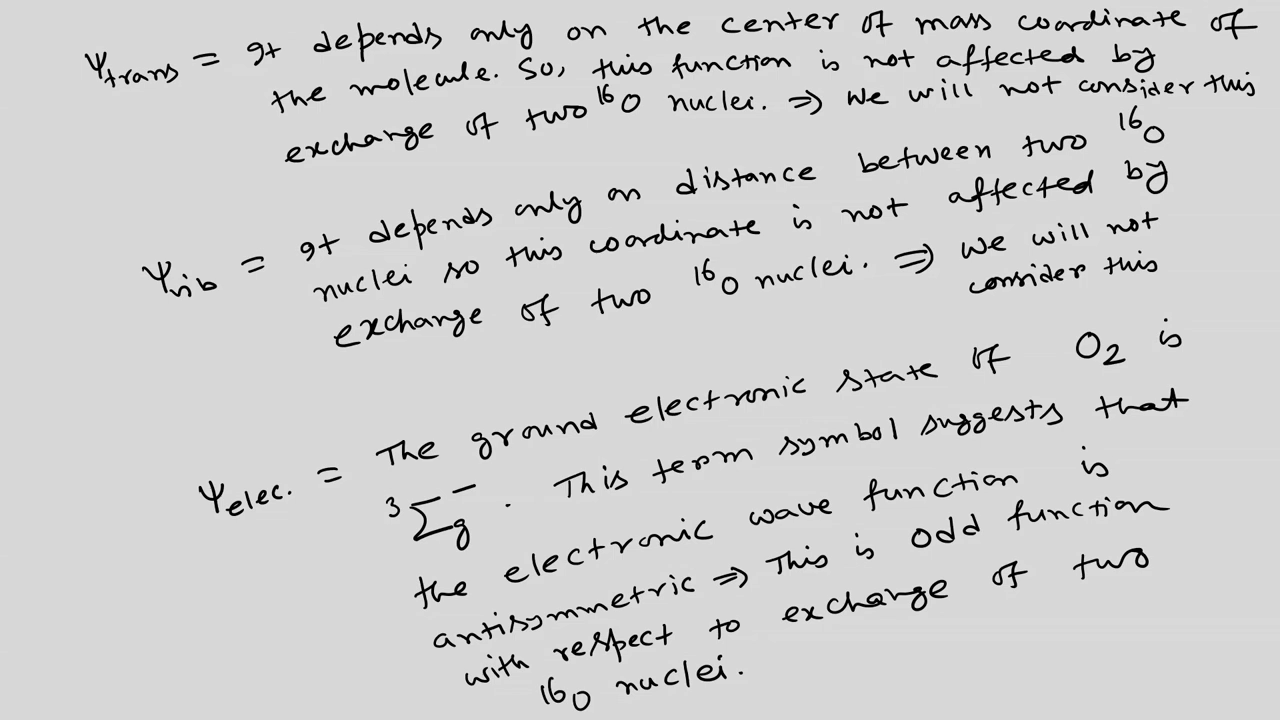 Ψtrans = It depends only on the center of mass coordinate of
the molecule. So, this function is not affected by
exchange of two ¹⁶O nuclei. ⇒ We will not consider this
Ψvib = It depends only on distance between two ¹⁶O
nuclei so this coordinate is not affected by
exchange of two ¹⁶O nuclei. ⇒ We will not
consider this
Ψelec. = The ground electronic state of O₂ is
³Σg⁻. This term symbol suggests that
the electronic wave function is
antisymmetric ⇒ This is odd function
with respect to exchange of two
¹⁶O nuclei.